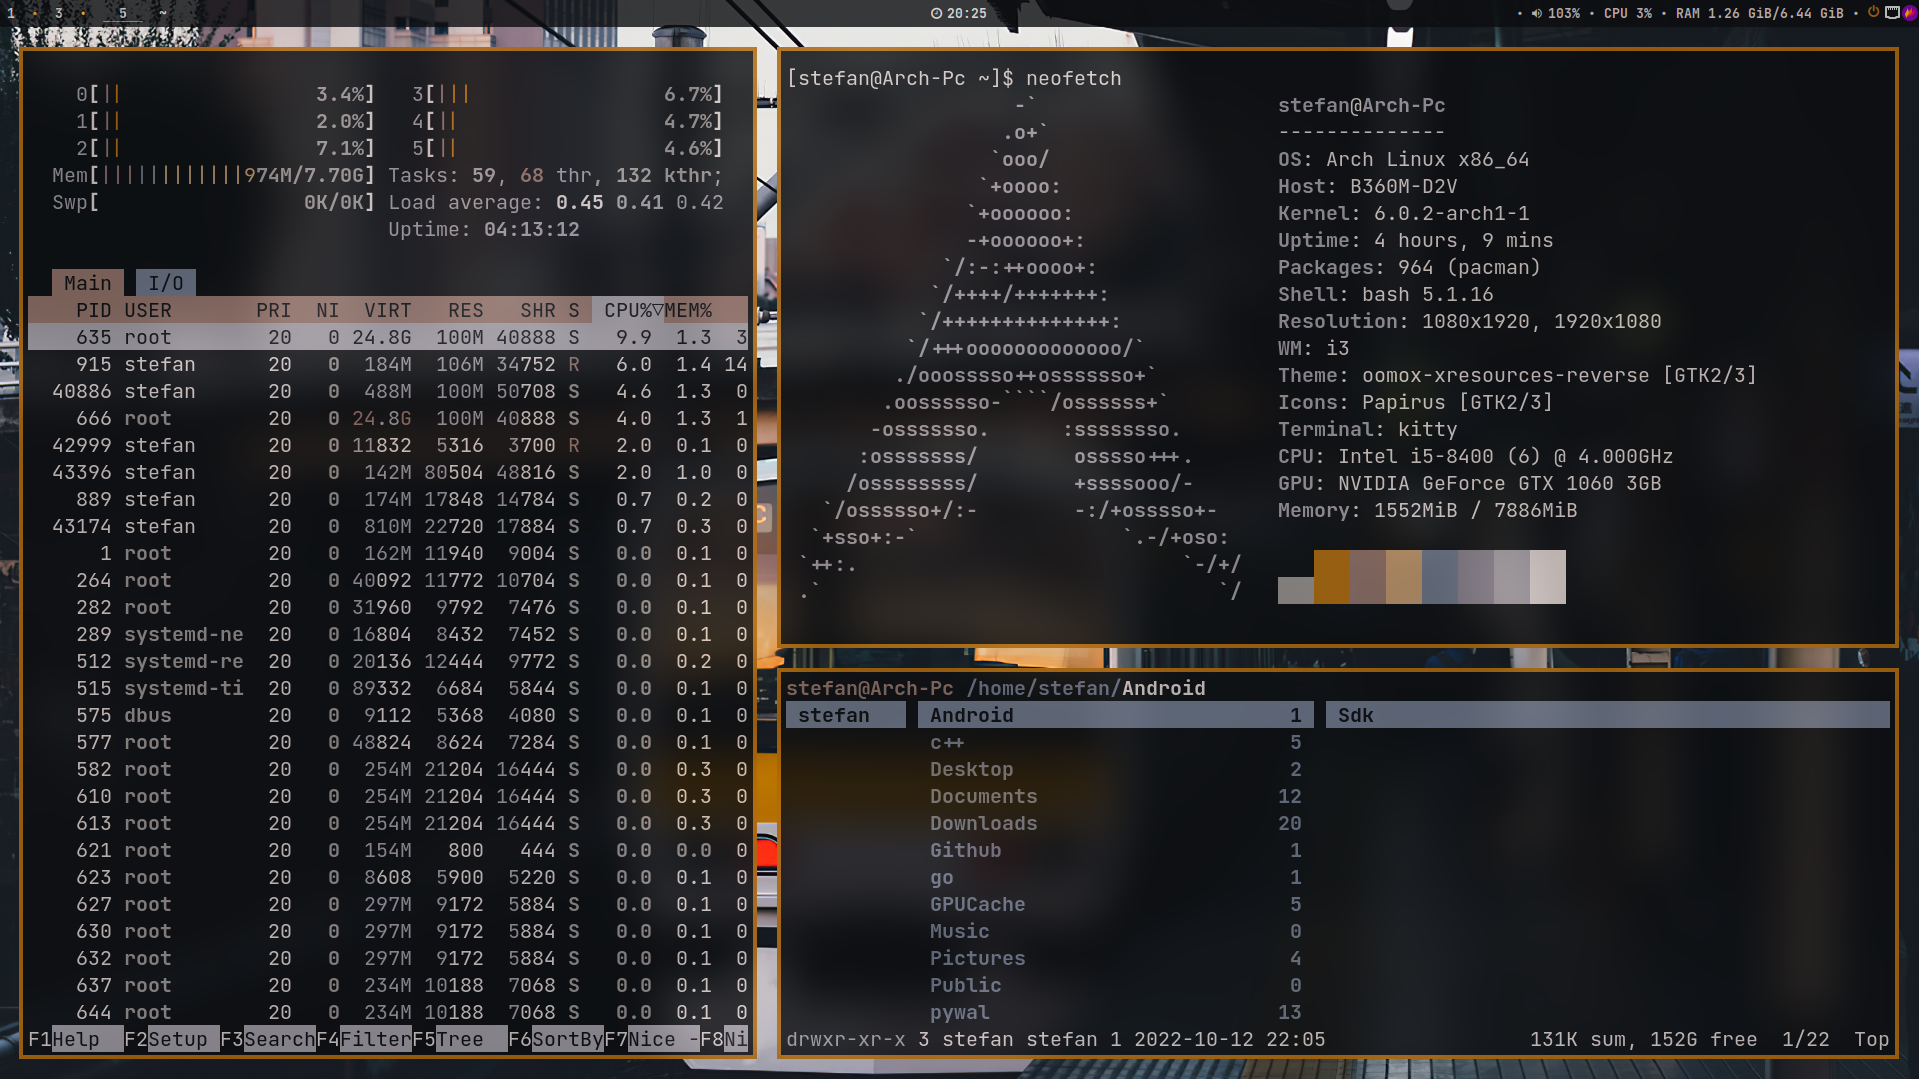 1 • 3 • 5 ~
20:25
• 103% • CPU 3% • RAM 1.26 GiB/6.44 GiB •
0[|| 3.4%] 3[||| 6.7%]
1[|| 2.0%] 4[|| 4.7%]
2[|| 7.1%] 5[|| 4.6%]
Mem[||||||||||||974M/7.70G] Tasks: 59, 68 thr, 132 kthr;
Swp[ 0K/0K] Load average: 0.45 0.41 0.42
Uptime: 04:13:12
Main I/O
PID USER PRI NI VIRT RES SHR S CPU%▽MEM%
635 root 20 0 24.8G 100M 40888 S 9.9 1.3 3
915 stefan 20 0 184M 106M 34752 R 6.0 1.4 14
40886 stefan 20 0 488M 100M 50708 S 4.6 1.3 0
666 root 20 0 24.8G 100M 40888 S 4.0 1.3 1
42999 stefan 20 0 11832 5316 3700 R 2.0 0.1 0
43396 stefan 20 0 142M 80504 48816 S 2.0 1.0 0
889 stefan 20 0 174M 17848 14784 S 0.7 0.2 0
43174 stefan 20 0 810M 22720 17884 S 0.7 0.3 0
1 root 20 0 162M 11940 9004 S 0.0 0.1 0
264 root 20 0 40092 11772 10704 S 0.0 0.1 0
282 root 20 0 31960 9792 7476 S 0.0 0.1 0
289 systemd-ne 20 0 16804 8432 7452 S 0.0 0.1 0
512 systemd-re 20 0 20136 12444 9772 S 0.0 0.2 0
515 systemd-ti 20 0 89332 6684 5844 S 0.0 0.1 0
575 dbus 20 0 9112 5368 4080 S 0.0 0.1 0
577 root 20 0 48824 8624 7284 S 0.0 0.1 0
582 root 20 0 254M 21204 16444 S 0.0 0.3 0
610 root 20 0 254M 21204 16444 S 0.0 0.3 0
613 root 20 0 254M 21204 16444 S 0.0 0.3 0
621 root 20 0 154M 800 444 S 0.0 0.0 0
623 root 20 0 8608 5900 5220 S 0.0 0.1 0
627 root 20 0 297M 9172 5884 S 0.0 0.1 0
630 root 20 0 297M 9172 5884 S 0.0 0.1 0
632 root 20 0 297M 9172 5884 S 0.0 0.1 0
637 root 20 0 234M 10188 7068 S 0.0 0.1 0
644 root 20 0 234M 10188 7068 S 0.0 0.1 0
F1Help F2Setup F3SearchF4FilterF5Tree F6SortByF7Nice -F8Ni
[stefan@Arch-Pc ~]$ neofetch
-`
.o+`
`ooo/
`+oooo:
`+oooooo:
-+oooooo+:
`/:-:++oooo+:
`/++++/+++++++:
`/++++++++++++++:
`/+++ooooooooooooo/`
./ooosssso++osssssso+`
.oossssso-````/ossssss+`
-osssssso. :ssssssso.
:osssssss/ osssso+++.
/ossssssss/ +ssssooo/-
`/ossssso+/:- -:/+osssso+-
`+sso+:-` `.-/+oso:
`++:. `-/+/
.` `/
stefan@Arch-Pc
--------------
OS: Arch Linux x86_64
Host: B360M-D2V
Kernel: 6.0.2-arch1-1
Uptime: 4 hours, 9 mins
Packages: 964 (pacman)
Shell: bash 5.1.16
Resolution: 1080x1920, 1920x1080
WM: i3
Theme: oomox-xresources-reverse [GTK2/3]
Icons: Papirus [GTK2/3]
Terminal: kitty
CPU: Intel i5-8400 (6) @ 4.000GHz
GPU: NVIDIA GeForce GTX 1060 3GB
Memory: 1552MiB / 7886MiB
stefan@Arch-Pc /home/stefan/Android
stefan Android 1 Sdk
c++ 5
Desktop 2
Documents 12
Downloads 20
Github 1
go 1
GPUCache 5
Music 0
Pictures 4
Public 0
pywal 13
drwxr-xr-x 3 stefan stefan 1 2022-10-12 22:05 131K sum, 152G free 1/22 Top